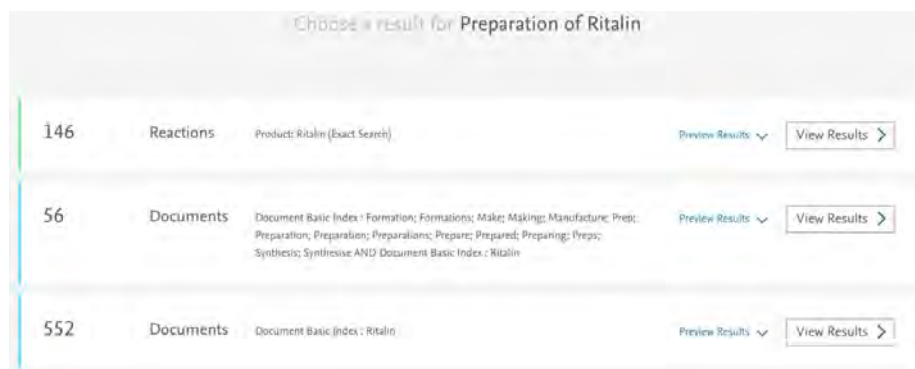 Choose a result for Preparation of Ritalin
146 Reactions Product: Ritalin (Exact Search) Preview Results View Results >
56 Documents Document Basic Index : Formation; Formations; Make; Making; Manufacture; Prep; Preview Results View Results >
Preparation; Preparation; Preparations; Prepare; Prepared; Preparing; Preps;
Synthesis; Synthesise AND Document Basic Index : Ritalin
552 Documents Document Basic Index : Ritalin Preview Results View Results >